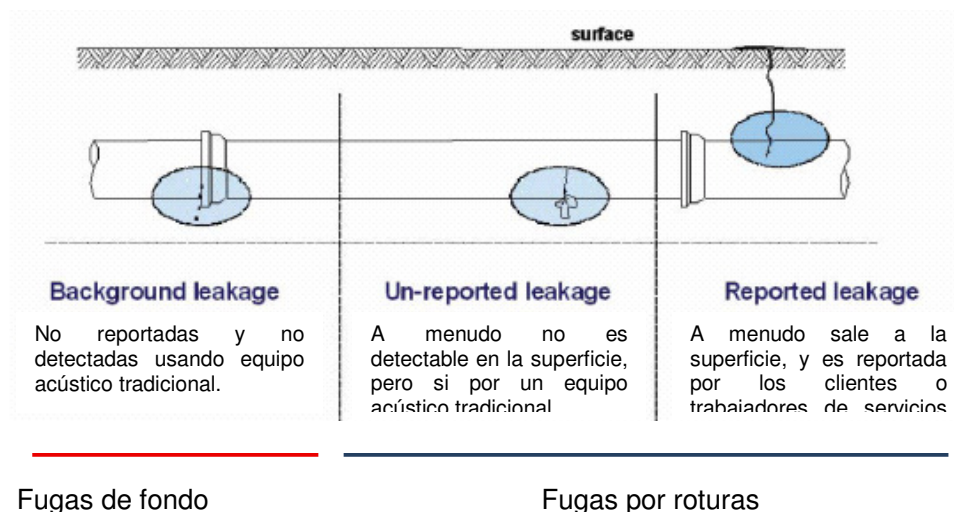 surface
Background leakage
No reportadas y no
detectadas usando equipo
acústico tradicional.
Un-reported leakage
A menudo no es
detectable en la superficie,
pero si por un equipo
acústico tradicional
Reported leakage
A menudo sale a la
superficie, y es reportada
por los clientes o
trabajadores de servicios
Fugas de fondo
Fugas por roturas